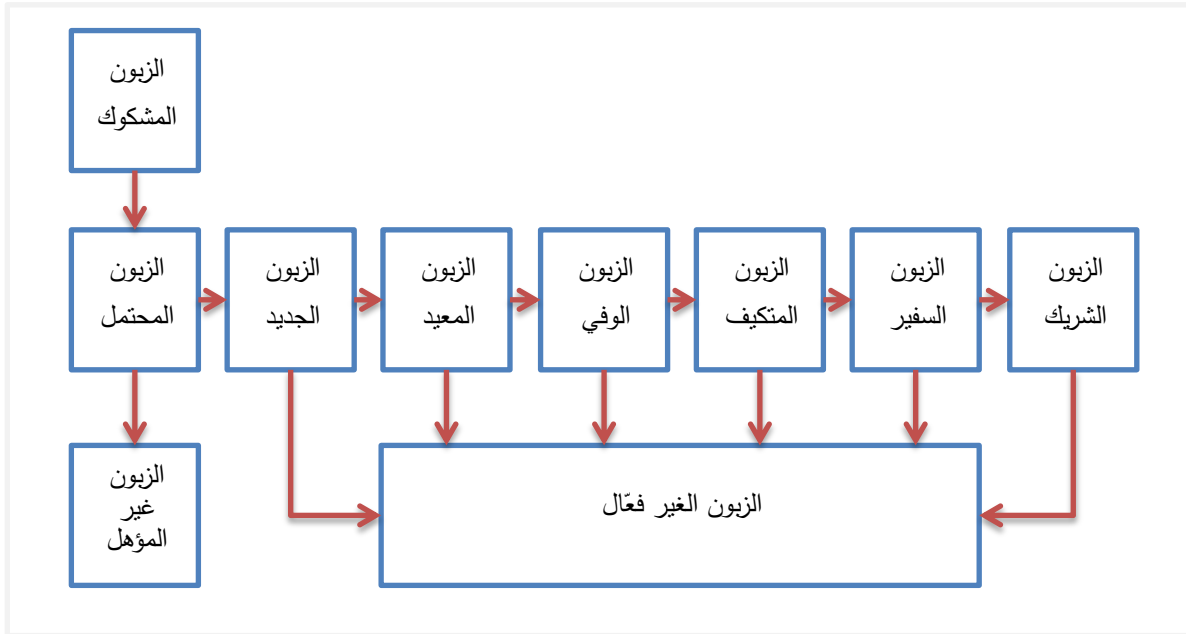 الزبون
المشكوك
الزبون
المحتمل
الزبون
الجديد
الزبون
المعيد
الزبون
الوفي
الزبون
المتكيف
الزبون
السفير
الزبون
الشريك
الزبون
غير
المؤهل
الزبون الغير فعّال